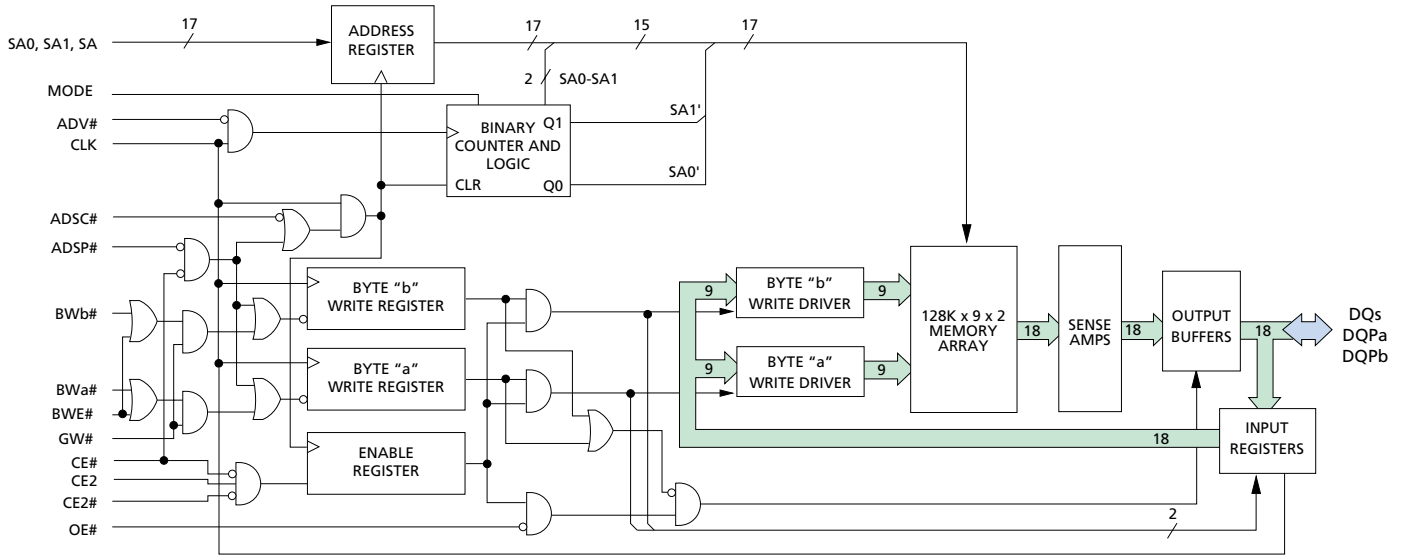 SA0, SA1, SA
17
ADDRESS
REGISTER
17
15
17
2
SA0-SA1
MODE
ADV#
CLK
BINARY
COUNTER AND
LOGIC
Q1
CLR
Q0
SA1'
SA0'
ADSC#
ADSP#
BWb#
BWa#
BWE#
GW#
CE#
CE2
CE2#
OE#
BYTE “b”
WRITE REGISTER
BYTE “a”
WRITE REGISTER
ENABLE
REGISTER
9
BYTE “b”
WRITE DRIVER
9
9
BYTE “a”
WRITE DRIVER
9
128K x 9 x 2
MEMORY
ARRAY
18
SENSE
AMPS
18
OUTPUT
BUFFERS
18
DQs
DQPa
DQPb
18
INPUT
REGISTERS
2